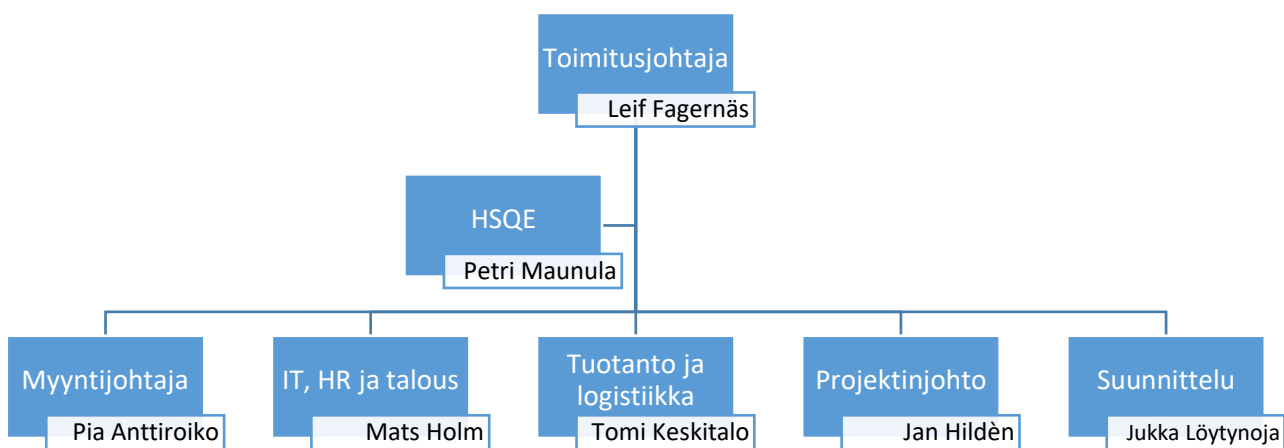 Toimitusjohtaja
Leif Fagernäs
HSQE
Petri Maunula
Myyntijohtaja
Pia Anttiroiko
IT, HR ja talous
Mats Holm
Tuotanto ja
logistiikka
Tomi Keskitalo
Projektinjohto
Jan Hildèn
Suunnittelu
Jukka Löytynoja